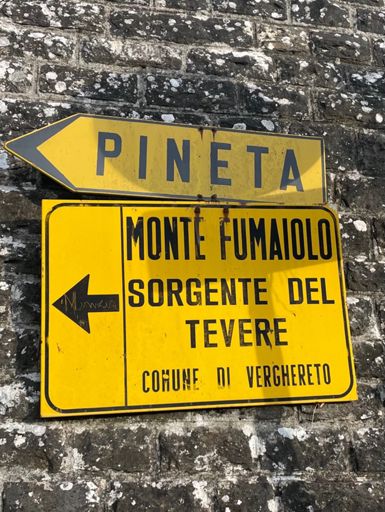 PINETA
MONTE FUMAIOLO
SORGENTE DEL
TEVERE
COMUNE DI VERGHERETO